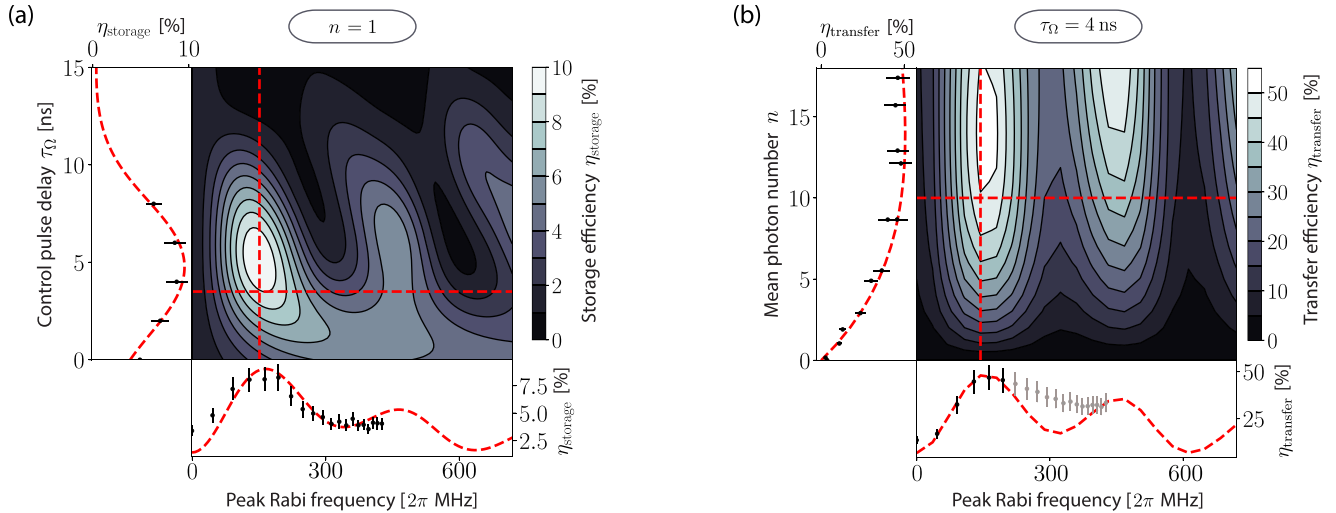 (a)
η_storage [%]
0 10
n = 1
15
10
5
0
Control pulse delay τ_Ω [ns]
10
8
6
4
2
0
Storage efficiency η_storage [%]
7.5
5.0
2.5
η_storage [%]
0 300 600
Peak Rabi frequency [2π MHz]
(b)
η_transfer [%]
0 50
τ_Ω = 4 ns
15
10
5
0
Mean photon number n
50
40
30
20
10
0
Transfer efficiency η_transfer [%]
50
25
η_transfer [%]
0 300 600
Peak Rabi frequency [2π MHz]